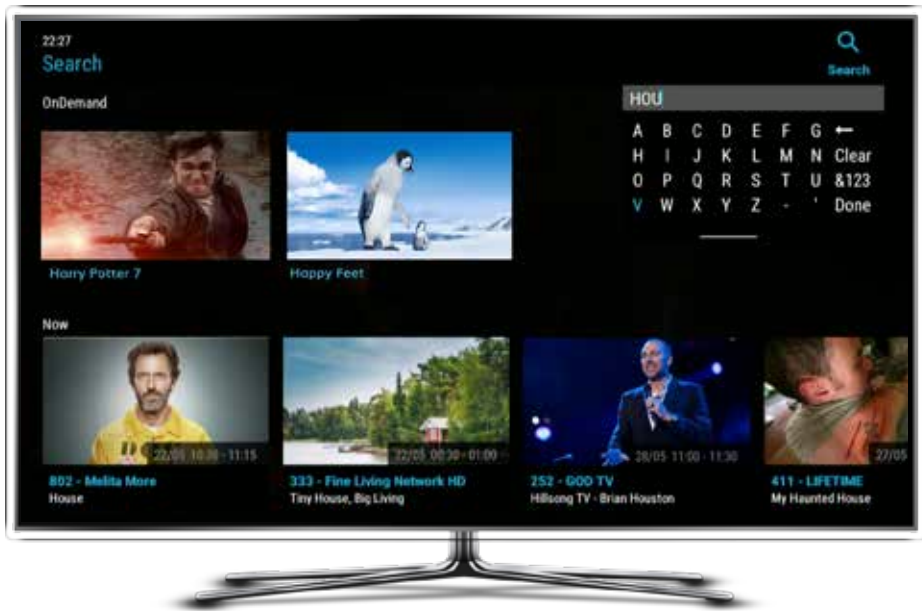 22:27
Search
Search
OnDemand
HOU
A B C D E F G ←
H I J K L M N Clear
O P Q R S T U &123
V W X Y Z - ' Done
Harry Potter 7
Happy Feet
Now
22/05 10:30 - 11:15
22/05 00:30 - 01:00
28/05 11:00 - 11:30
27/05
802 - Melita More
House
333 - Fine Living Network HD
Tiny House, Big Living
252 - GOD TV
Hillsong TV - Brian Houston
411 - LIFETIME
My Haunted House